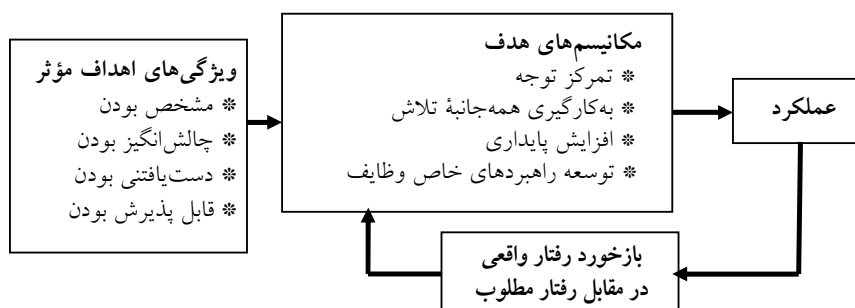 ویژگی‌های اهداف مؤثر
* مشخص بودن
* چالش‌انگیز بودن
* دست‌یافتنی بودن
* قابل پذیرش بودن
مکانیسم‌های هدف
* تمرکز توجه
* به‌کارگیری همه‌جانبۀ تلاش
* افزایش پایداری
* توسعه راهبردهای خاص وظایف
عملکرد
بازخورد رفتار واقعی
در مقابل رفتار مطلوب